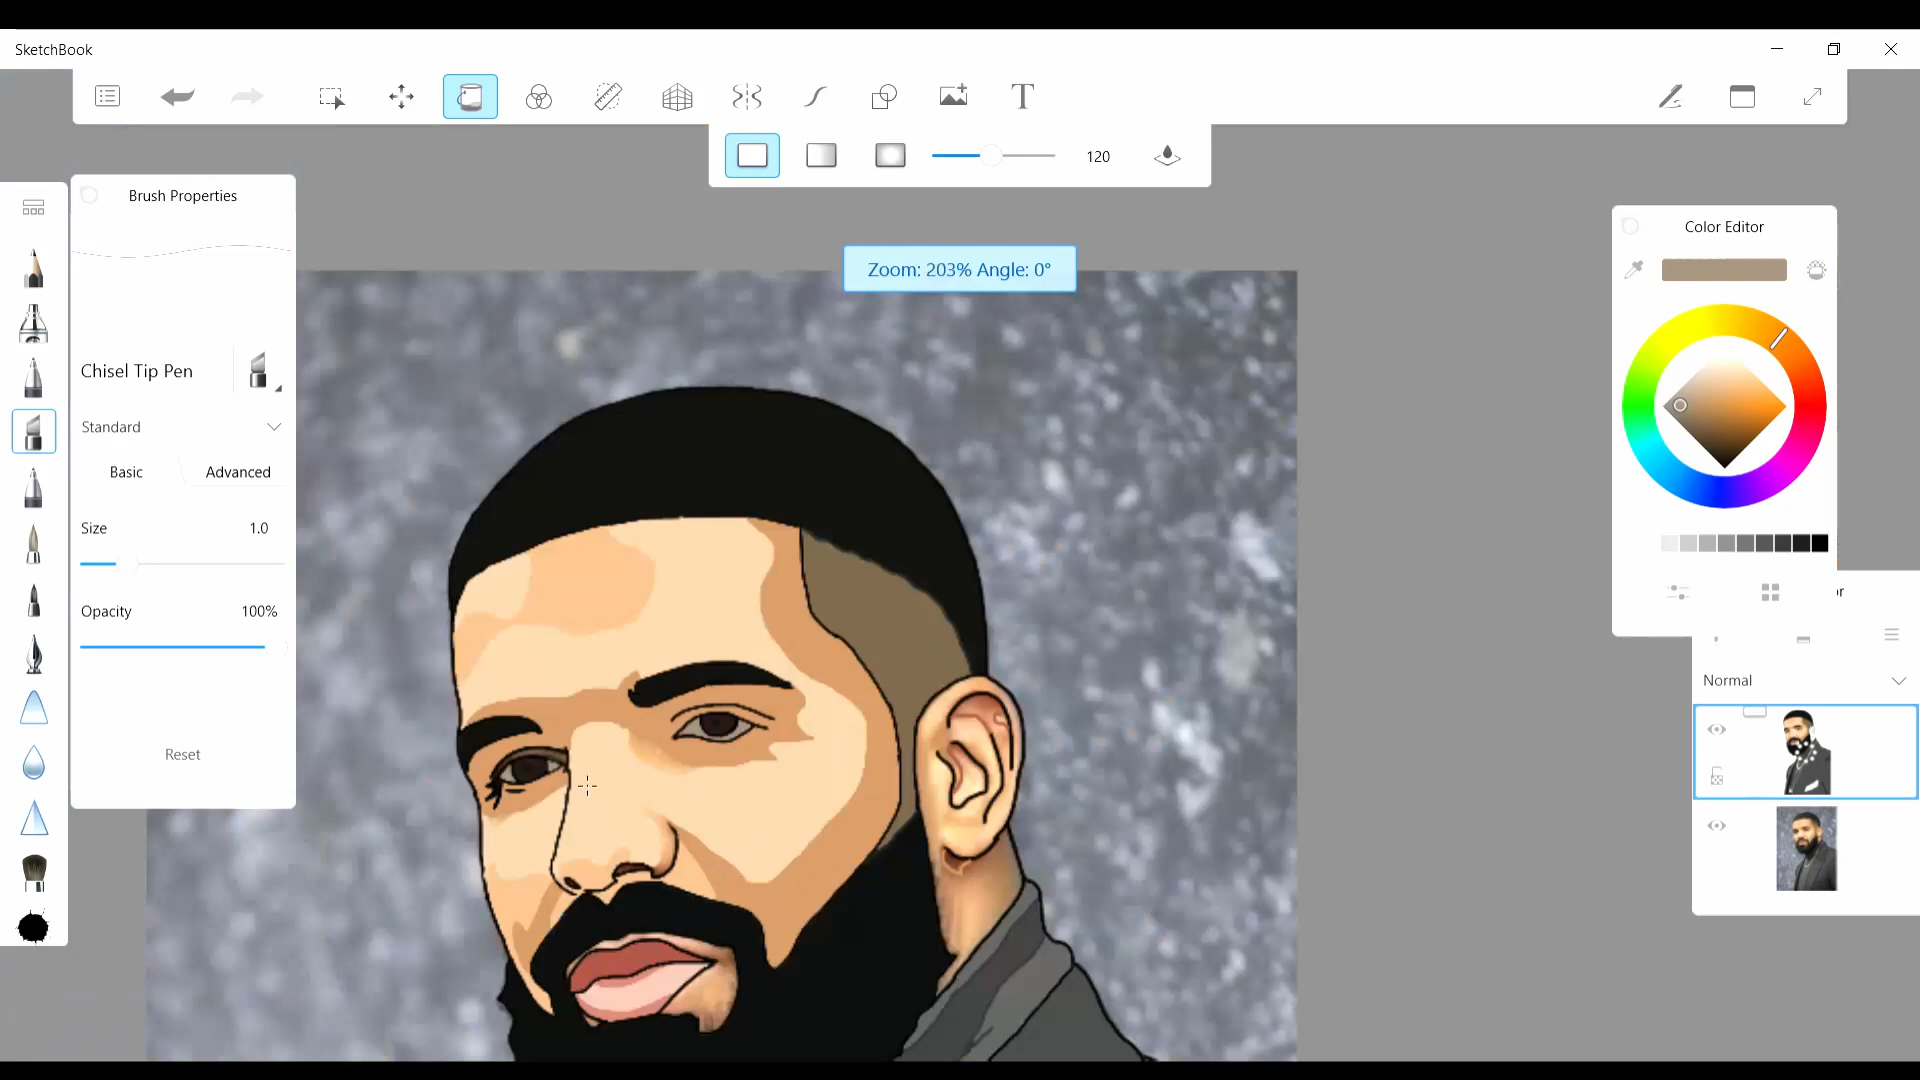 SketchBook
T
120
Brush Properties
Zoom: 203% Angle: 0°
Color Editor
Chisel Tip Pen
Standard
Basic Advanced
Size 1.0
Opacity 100%
Reset
or
Normal